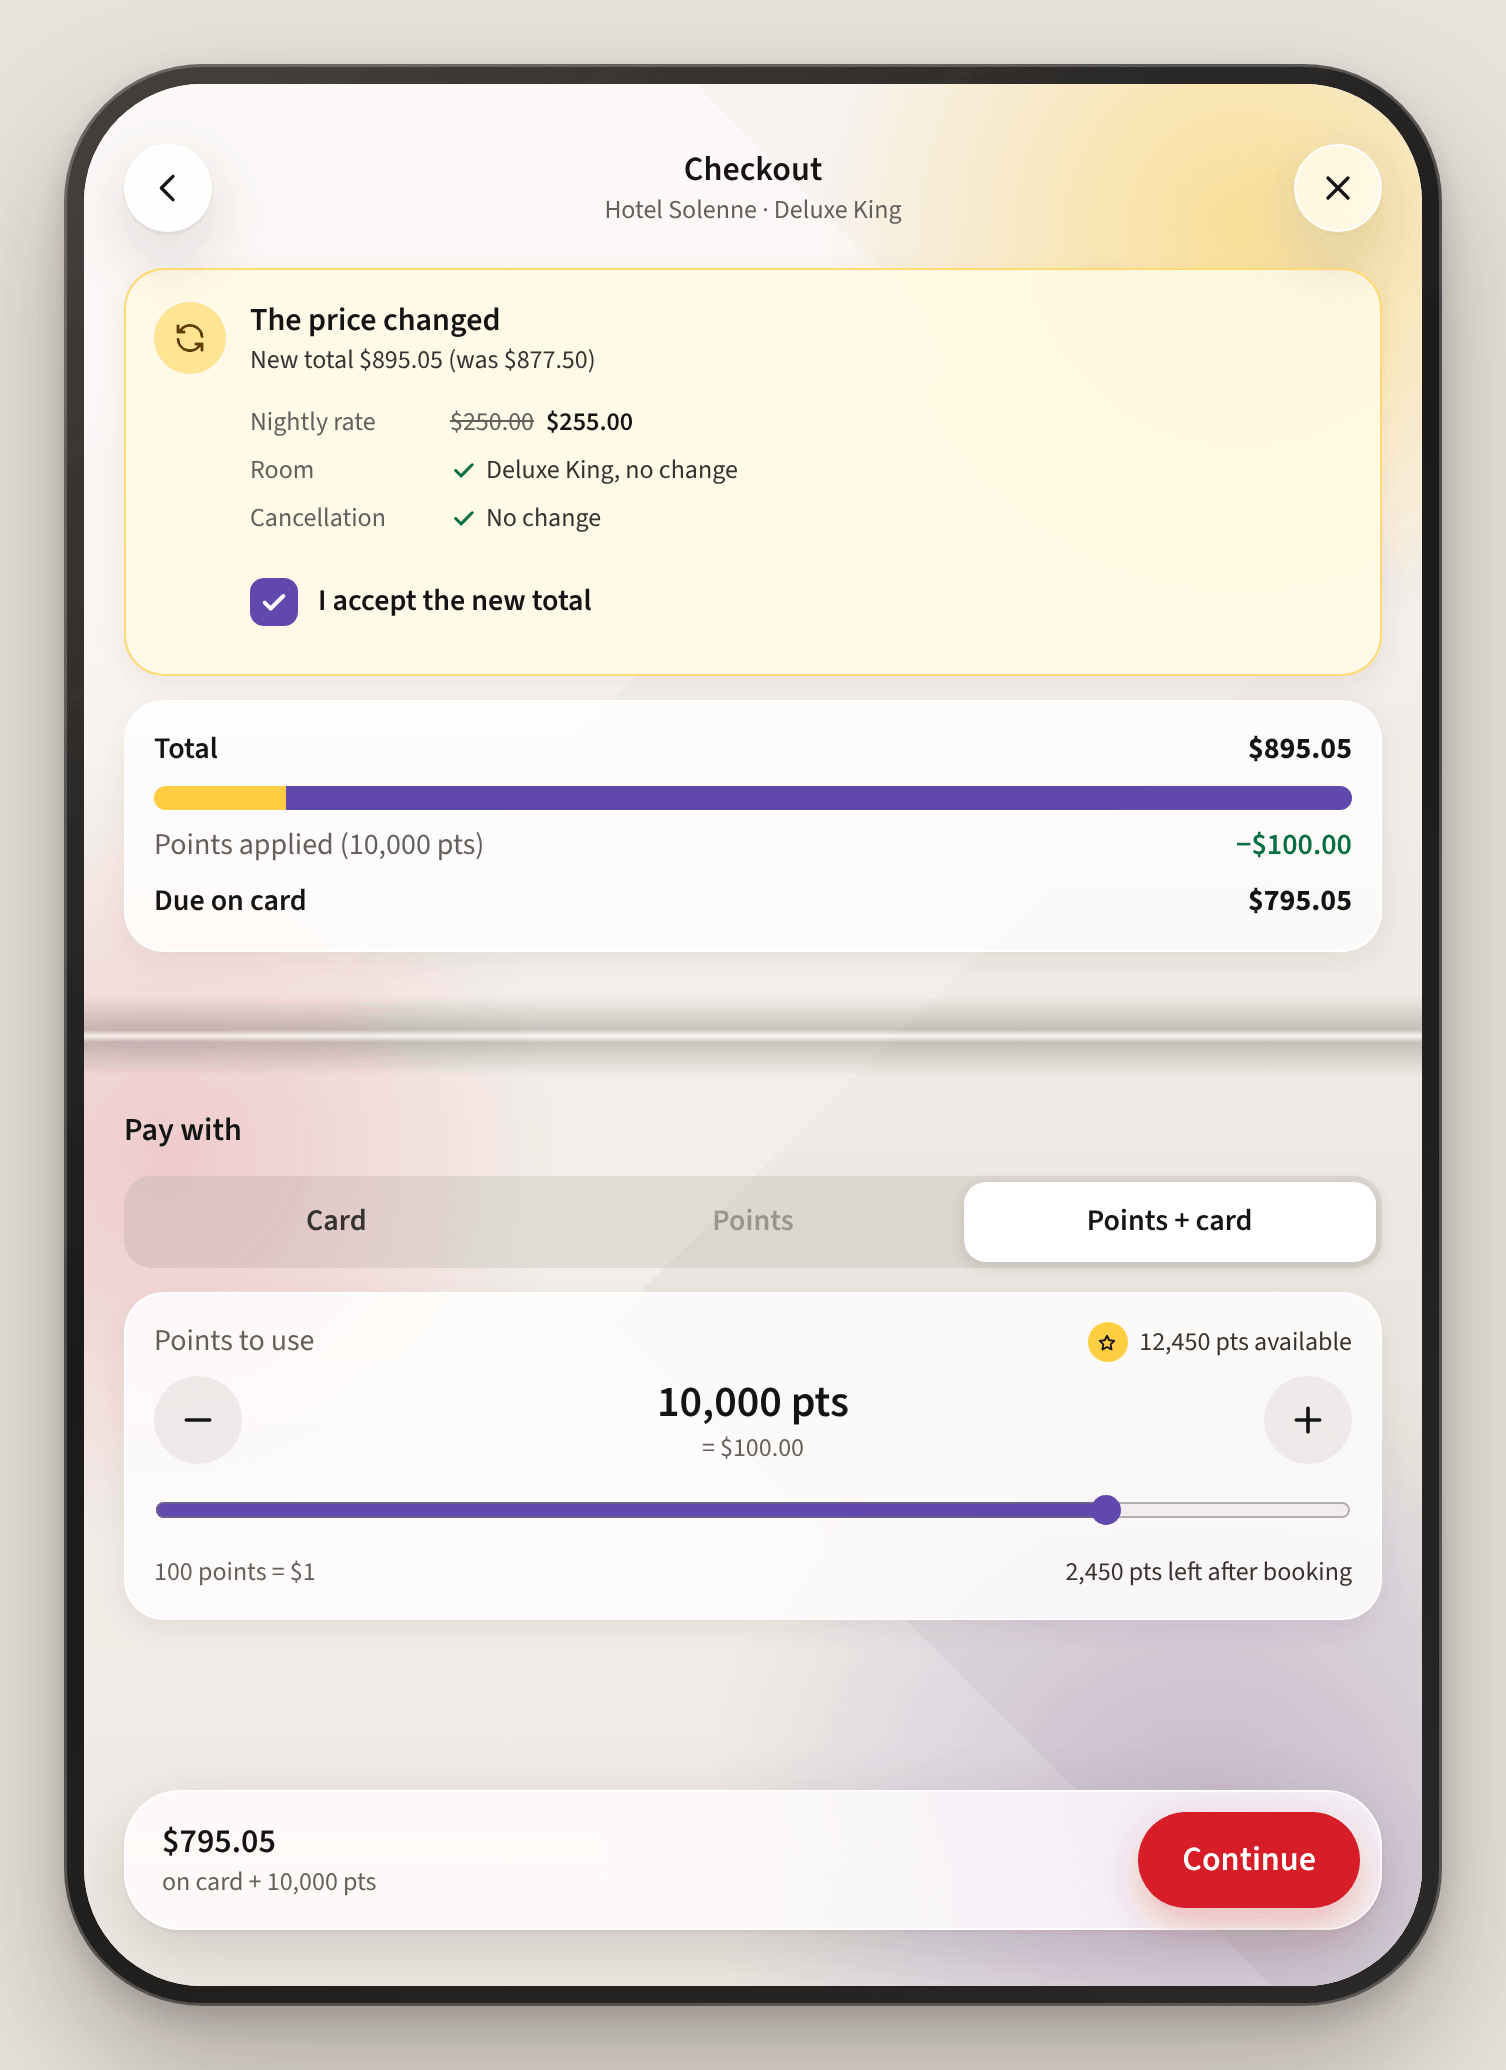 Checkout
Hotel Solenne · Deluxe King
The price changed
New total $895.05 (was $877.50)
Nightly rate $250.00 $255.00
Room Deluxe King, no change
Cancellation No change
I accept the new total
Total $895.05
Points applied (10,000 pts) −$100.00
Due on card $795.05
Pay with
Card Points Points + card
Points to use 12,450 pts available
10,000 pts
= $100.00
100 points = $1 2,450 pts left after booking
$795.05
on card + 10,000 pts
Continue